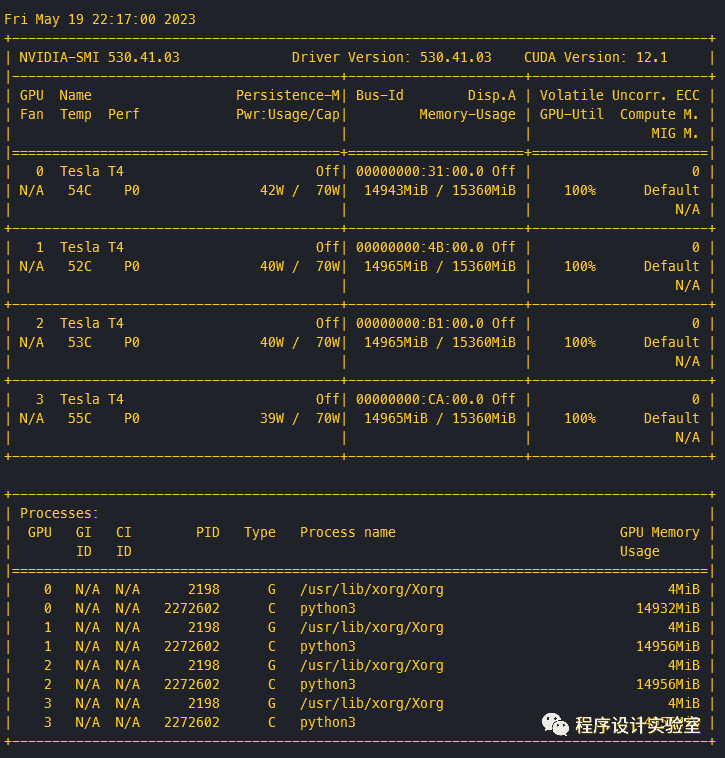 Fri May 19 22:17:00 2023
+---------------------------------------------------------------------------------------+
| NVIDIA-SMI 530.41.03              Driver Version: 530.41.03    CUDA Version: 12.1     |
|-----------------------------------------+----------------------+----------------------+
| GPU  Name                  Persistence-M| Bus-Id        Disp.A | Volatile Uncorr. ECC |
| Fan  Temp  Perf            Pwr:Usage/Cap|         Memory-Usage | GPU-Util  Compute M. |
|                                         |                      |               MIG M. |
|=========================================+======================+======================|
|   0  Tesla T4                        Off| 00000000:31:00.0 Off |                    0 |
| N/A   54C    P0               42W /  70W|  14943MiB / 15360MiB |    100%      Default |
|                                         |                      |                  N/A |
+-----------------------------------------+----------------------+----------------------+
|   1  Tesla T4                        Off| 00000000:4B:00.0 Off |                    0 |
| N/A   52C    P0               40W /  70W|  14965MiB / 15360MiB |    100%      Default |
|                                         |                      |                  N/A |
+-----------------------------------------+----------------------+----------------------+
|   2  Tesla T4                        Off| 00000000:B1:00.0 Off |                    0 |
| N/A   53C    P0               40W /  70W|  14965MiB / 15360MiB |    100%      Default |
|                                         |                      |                  N/A |
+-----------------------------------------+----------------------+----------------------+
|   3  Tesla T4                        Off| 00000000:CA:00.0 Off |                    0 |
| N/A   55C    P0               39W /  70W|  14965MiB / 15360MiB |    100%      Default |
|                                         |                      |                  N/A |
+-----------------------------------------+----------------------+----------------------+
+---------------------------------------------------------------------------------------+
| Processes:                                                                            |
|  GPU   GI   CI        PID   Type   Process name                            GPU Memory |
|        ID   ID                                                             Usage      |
|=======================================================================================|
|    0   N/A  N/A      2198      G   /usr/lib/xorg/Xorg                            4MiB |
|    0   N/A  N/A   2272602      C   python3                                   14932MiB |
|    1   N/A  N/A      2198      G   /usr/lib/xorg/Xorg                            4MiB |
|    1   N/A  N/A   2272602      C   python3                                   14956MiB |
|    2   N/A  N/A      2198      G   /usr/lib/xorg/Xorg                            4MiB |
|    2   N/A  N/A   2272602      C   python3                                   14956MiB |
|    3   N/A  N/A      2198      G   /usr/lib/xorg/Xorg                            4MiB |
|    3   N/A  N/A   2272602      C   python3                                            |
+---------------------------------------------------------------------------------------+
程序设计实验室